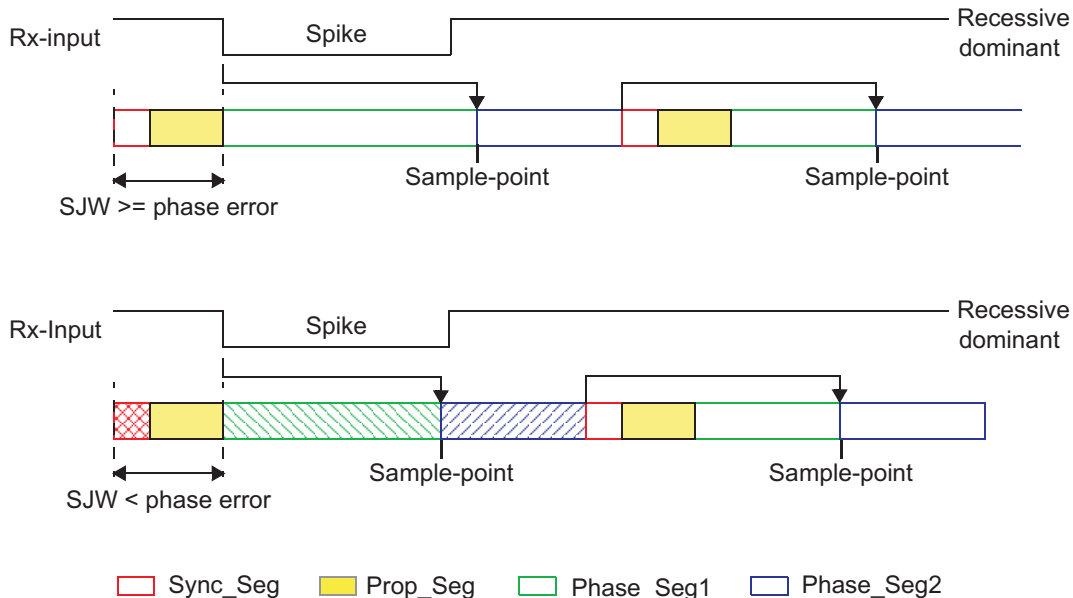 Rx-input
Spike
Recessive
dominant
Sample-point
Sample-point
SJW >= phase error
Rx-Input
Spike
Recessive
dominant
Sample-point
Sample-point
SJW < phase error
Sync_Seg
Prop_Seg
Phase_Seg1
Phase_Seg2